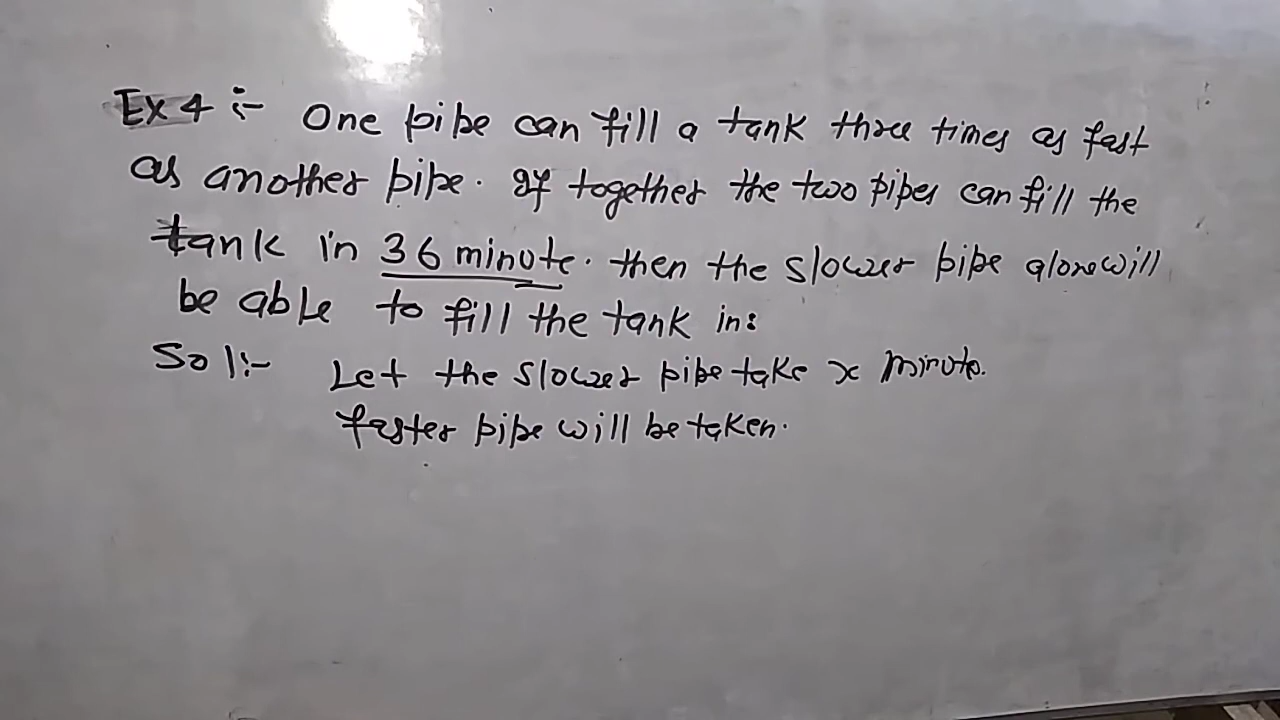 Ex 4 :- One pipe can fill a tank three times as fast
as another pipe. If together the two pipes can fill the
tank in 36 minute. then the slower pipe alone will
be able to fill the tank in:
Sol:- Let the slower pipe take x minute.
faster pipe will be taken.